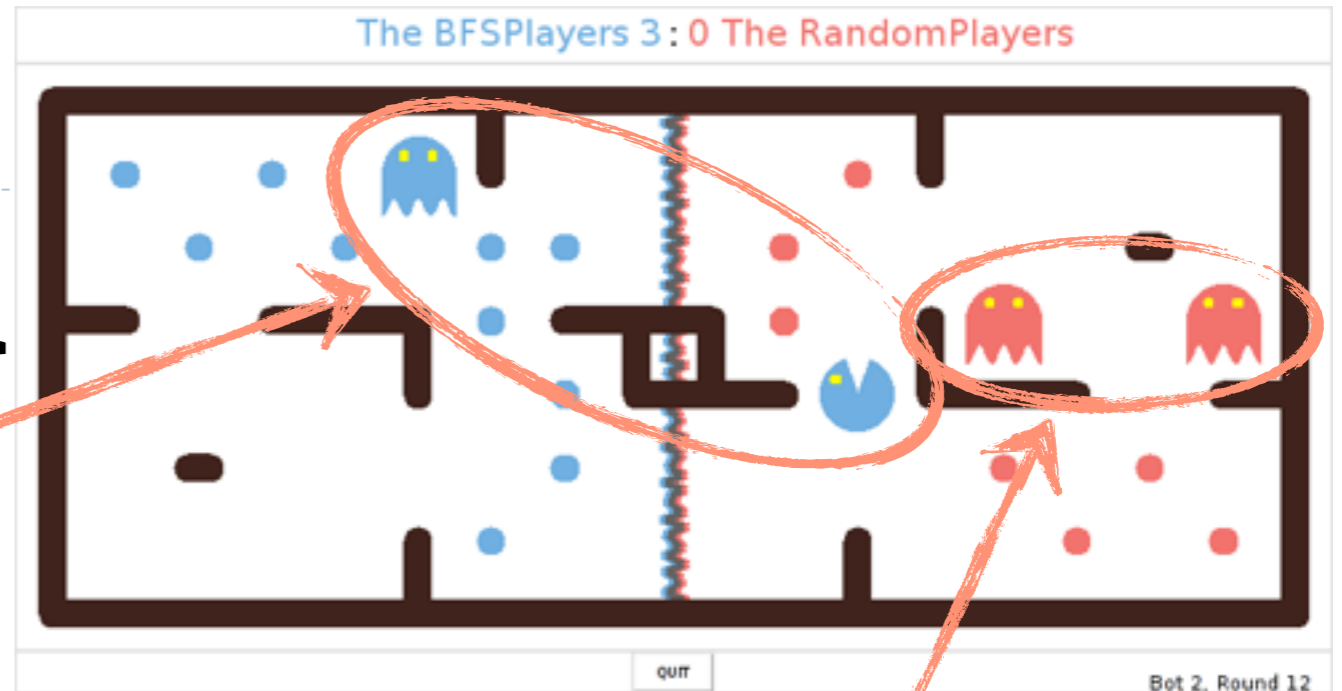 The BFSPlayers 3 : 0 The RandomPlayers
QUIT
Bot 2, Round 12